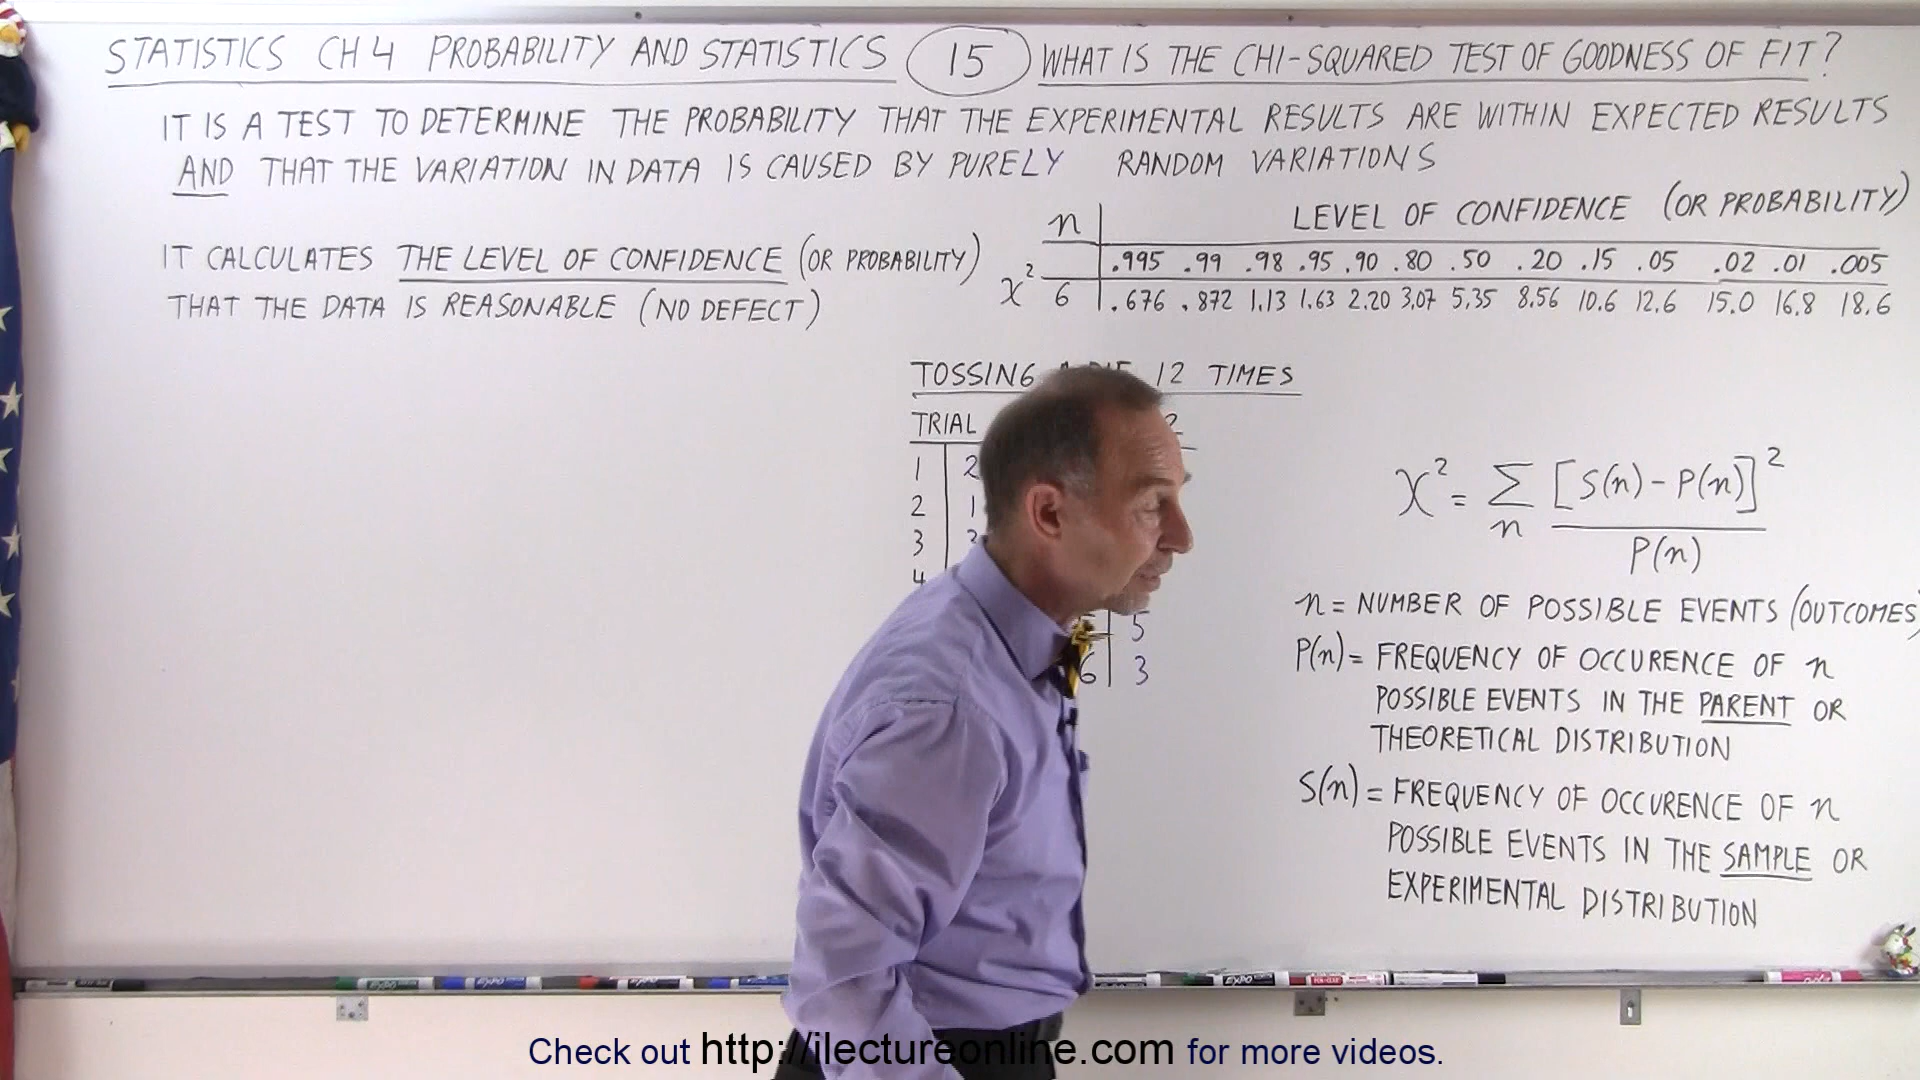 STATISTICS CH 4 PROBABILITY AND STATISTICS 15 WHAT IS THE CHI-SQUARED TEST OF GOODNESS OF FIT?
IT IS A TEST TO DETERMINE THE PROBABILITY THAT THE EXPERIMENTAL RESULTS ARE WITHIN EXPECTED RESULTS
AND THAT THE VARIATION IN DATA IS CAUSED BY PURELY RANDOM VARIATIONS
IT CALCULATES THE LEVEL OF CONFIDENCE (OR PROBABILITY)
THAT THE DATA IS REASONABLE (NO DEFECT)
n LEVEL OF CONFIDENCE (OR PROBABILITY)
.995 .99 .98 .95 .90 .80 .50 .20 .15 .05 .02 .01 .005
χ² 6 .676 .872 1.13 1.63 2.20 3.07 5.35 8.56 10.6 12.6 15.0 16.8 18.6
TOSSING 12 TIMES
TRIAL 2
1 2
2 1
3
4
5
6 3
χ² = Σ n [S(n) - P(n)]² / P(n)
n = NUMBER OF POSSIBLE EVENTS (OUTCOMES)
P(n) = FREQUENCY OF OCCURENCE OF n
POSSIBLE EVENTS IN THE PARENT OR
THEORETICAL DISTRIBUTION
S(n) = FREQUENCY OF OCCURENCE OF n
POSSIBLE EVENTS IN THE SAMPLE OR
EXPERIMENTAL DISTRIBUTION
Check out http://ilectureonline.com for more videos.